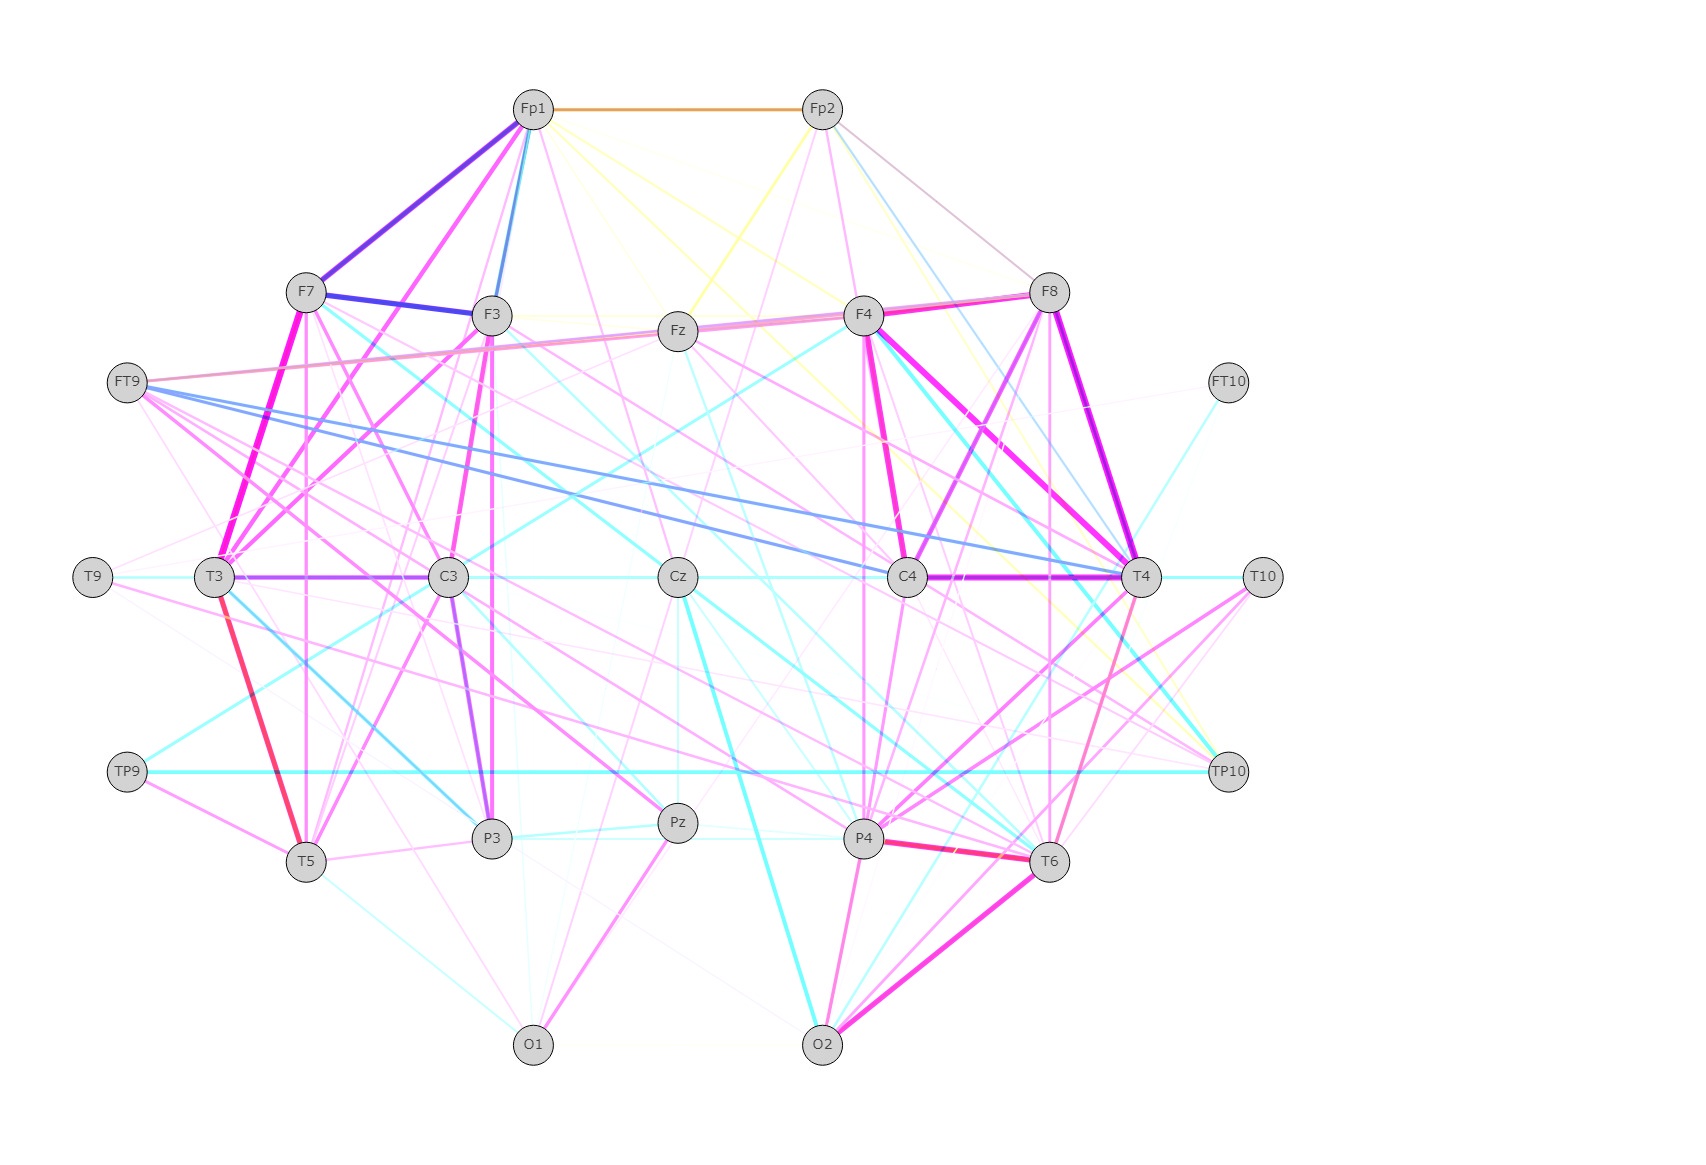 Fp1 Fp2
F7 F3 Fz F4 F8
FT9 FT10
T9 T3 C3 Cz C4 T4 T10
TP9 TP10
T5 P3 Pz P4 T6
O1 O2